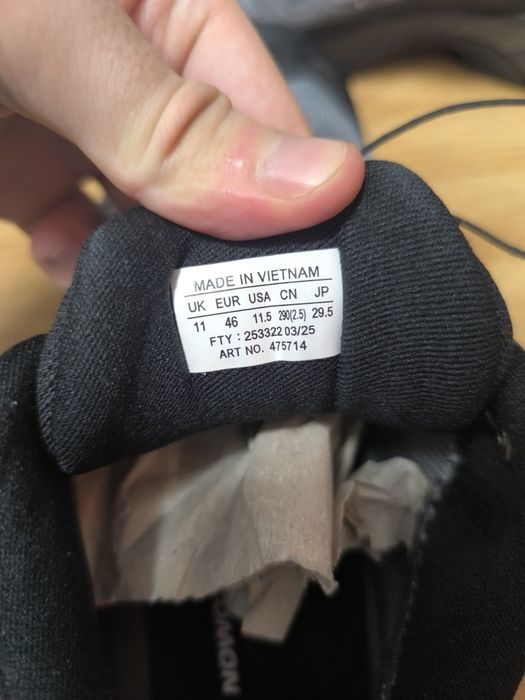 MADE IN VIETNAM
UK EUR USA CN JP
11 46 11.5 290(2.5) 29.5
FTY : 253322 03/25
ART NO. 475714